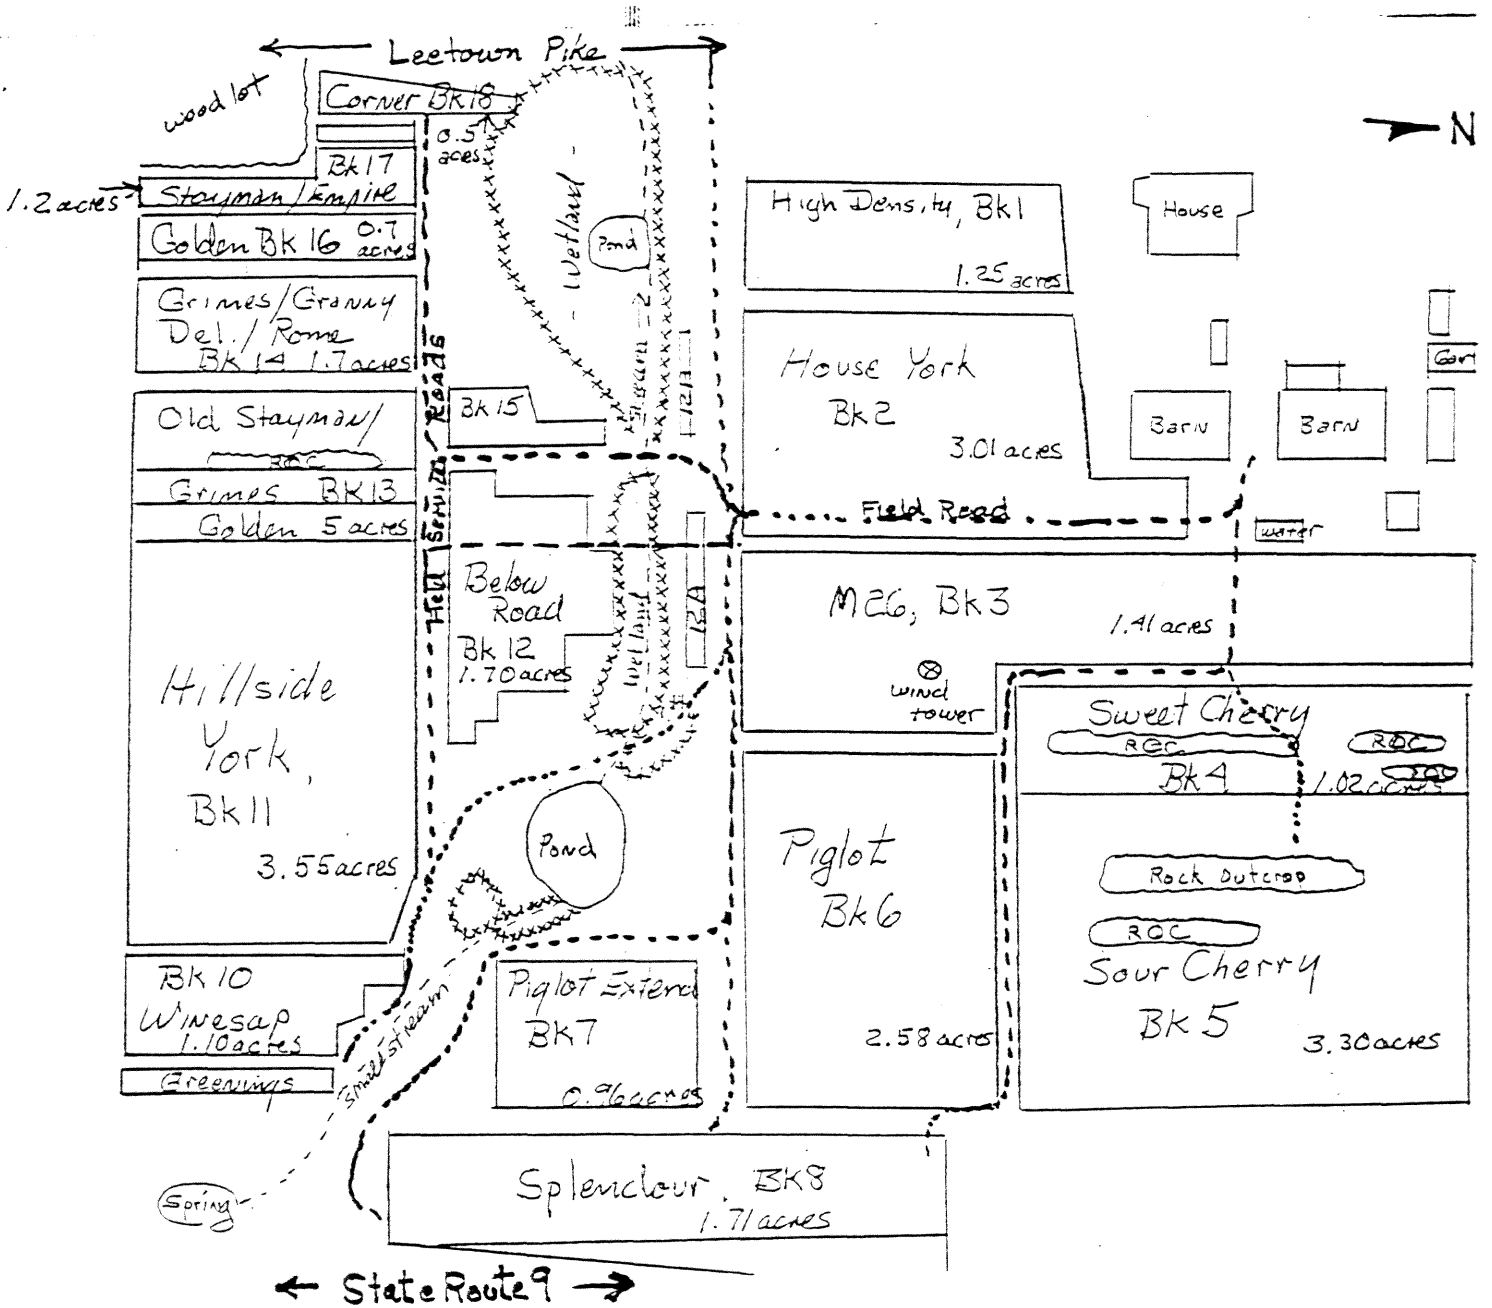 Leetown Pike
wood lot
Corner Bk18
0.5
aces
N
Bk17
1.2 acres
Stayman/Empire
Golden Bk 16 0.7
acres
Wetland
Pond
High Density, Bk1
1.25 acres
House
Grimes/Granny
Del./Rome
Bk 14 1.7 acres
Field Service Roads
Stream
12A
House York
Bk2
3.01 acres
Gar
Barn
Barn
Old Stayman/
ROC
Bk 15
Grimes BK13
Golden 5 acres
Field Road
water
Below
Road
Bk 12
1.70 acres
Wetland
12A
M26, Bk3
1.41 acres
wind
tower
Hillside
York,
Bk11
3.55 acres
Sweet Cherry
ROC
ROC
Bk4
1.02 acres
Pond
Piglot
Bk6
2.58 acres
Rock Outcrop
ROC
Sour Cherry
BK 5
3.30 acres
Bk 10
Winesap
1.10 acres
Greenings
small stream
Piglot Extend
Bk7
0.96 acres
Spring
Splendour, Bk8
1.71 acres
State Route 9